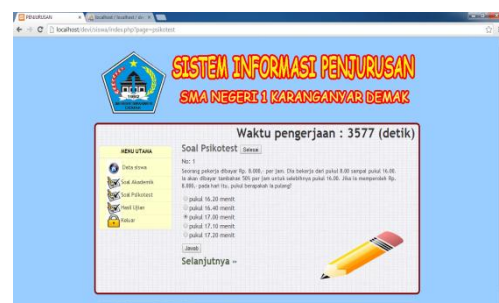 PENJURUSAN
localhost/devi/siswa/index.php?page=psikotest
SISTEM INFORMASI PENJURUSAN
SMA NEGERI 1 KARANGANYAR DEMAK
Waktu pengerjaan : 3577 (detik)
MENU UTAMA
Data siswa
Soal Akademik
Soal Psikotest
Hasil Ujian
Keluar
Soal Psikotest Selesai
No: 1
Seorang pekerja dibayar Rp. 8.000,- per jam. Dia bekerja dari pukul 8.00 sampai pukul 16.00.
Ia akan dibayar tambahan 50% per jam untuk selebihnya pukul 16.00. Jika ia memperoleh Rp.
8.000,- pada hari itu, pukul berapakah ia pulang?
pukul 16.20 menit
pukul 16.40 menit
pukul 17.00 menit
pukul 17.10 menit
pukul 17.20 menit
Jawab
Selanjutnya »